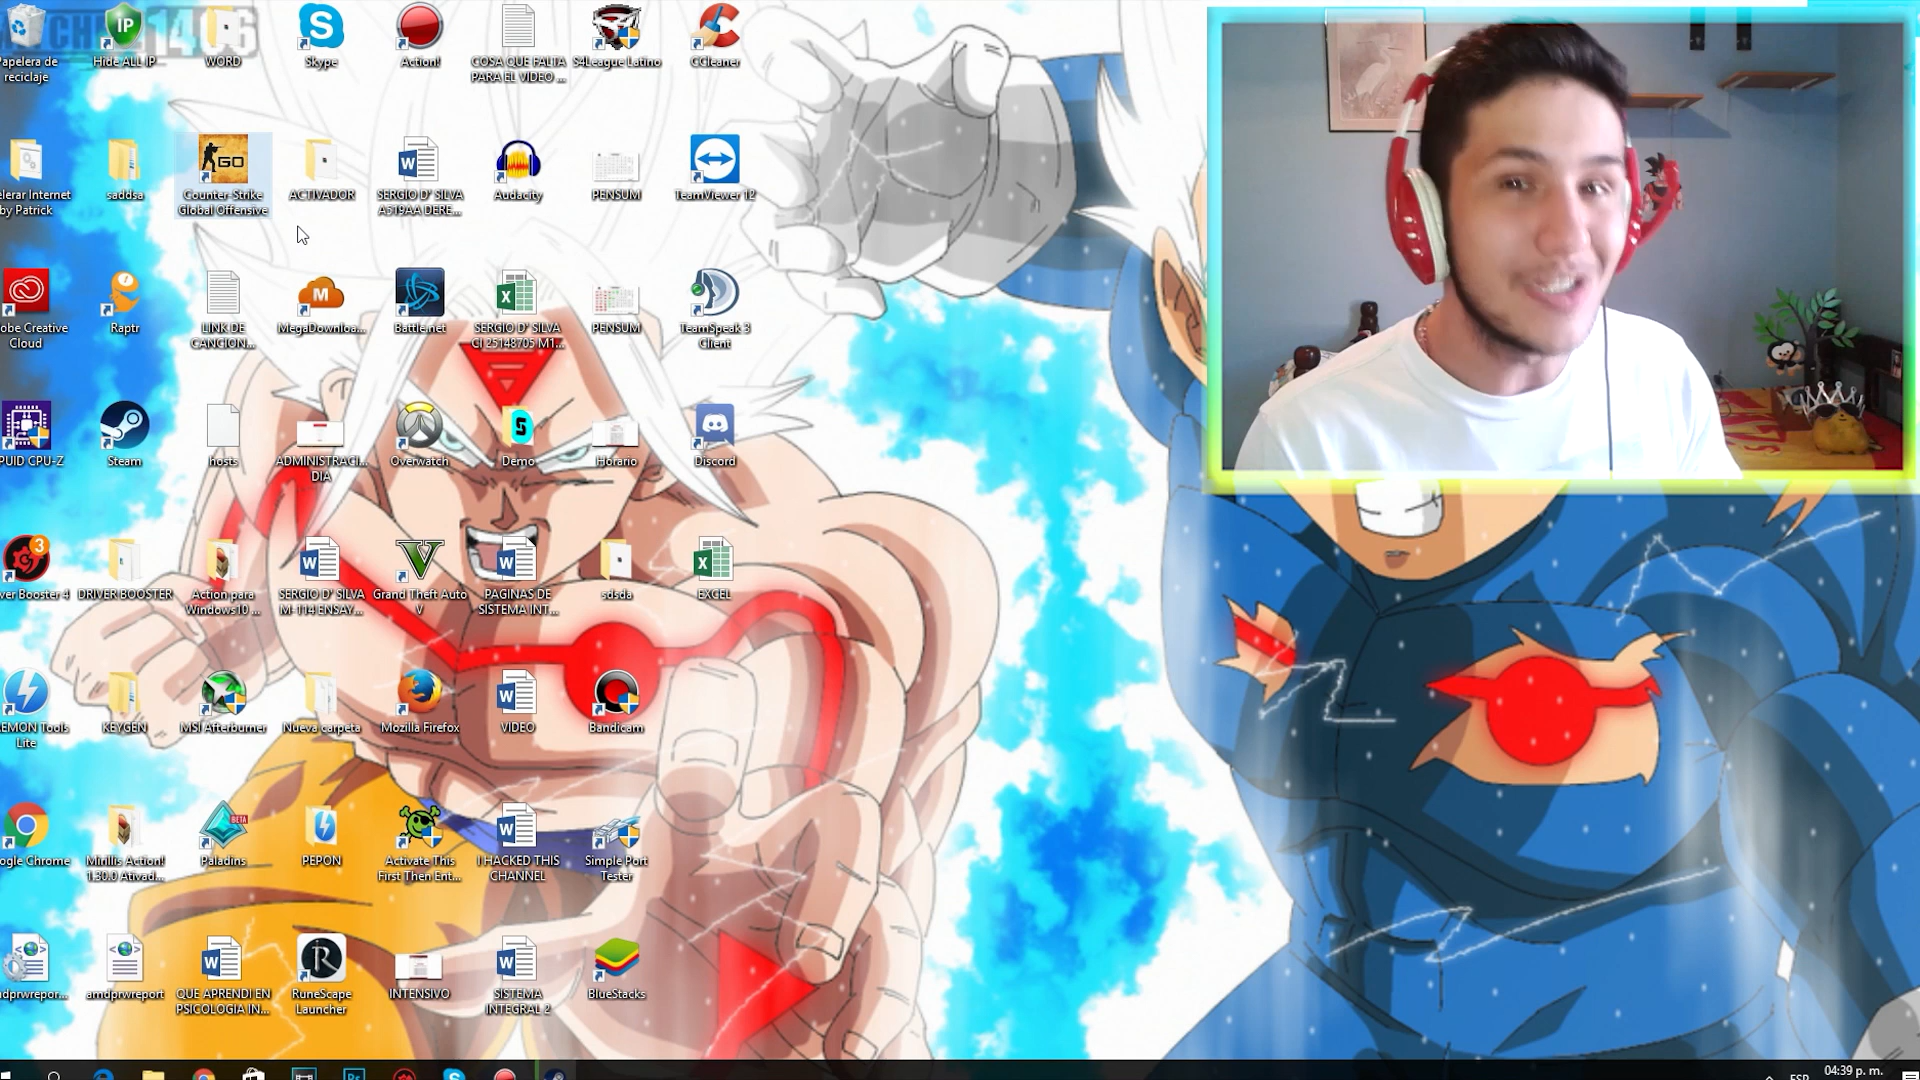 1406
Papelera de reciclaje
Hide ALL IP
WORD
Skype
Action!
COSA QUE FALTA PARA EL VIDEO ...
S4League Latino
CCleaner
elerar Internet by Patrick
saddsa
Counter-Strike Global Offensive
ACTIVADOR
SERGIO D' SILVA A519AA DERE...
Audacity
PENSUM
TeamViewer 12
obe Creative Cloud
Raptr
LINK DE CANCION...
MegaDownloa...
Battle.net
SERGIO D' SILVA CI 25148705 M1...
PENSUM
TeamSpeak 3 Client
PUID CPU-Z
Steam
hosts
ADMINISTRACI... DIA
Overwatch
Demo
Horario
Discord
ver Booster 4
DRIVER BOOSTER
Action para Windows10 ...
SERGIO D' SILVA M-114 ENSAY...
Grand Theft Auto V
PAGINAS DE SISTEMA INT...
sdsda
EXCEL
EMON Tools Lite
KEYGEN
MSI Afterburner
Nueva carpeta
Mozilla Firefox
VIDEO
Bandicam
ogle Chrome
Mirillis Action! 1.30.0 Ativad...
Paladins
PEPON
Activate This First Then Ent...
I HACKED THIS CHANNEL
Simple Port Tester
dprwrepor...
amdprwreport
QUE APRENDI EN PSICOLOGIA IN...
RuneScape Launcher
INTENSIVO
SISTEMA INTEGRAL 2
BlueStacks
ESP
04:39 p. m.